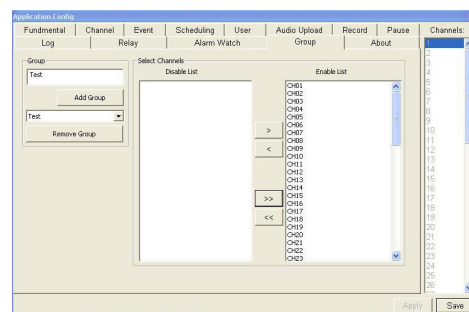 Application Config
Fundmental Channel Event Scheduling User Audio Upload Record Pause Channels:
Log Relay Alarm Watch Group About
Group
Test
Add Group
Test
Remove Group
Select Channels
Disable List
Enable List
>
<
>>
<<
CH01
CH02
CH03
CH04
CH05
CH06
CH07
CH08
CH09
CH10
CH11
CH12
CH13
CH14
CH15
CH16
CH17
CH18
CH19
CH20
CH21
CH22
CH23
1
2
3
4
5
6
7
8
9
10
11
12
13
14
15
16
17
18
19
20
21
22
23
24
25
26
Apply Save